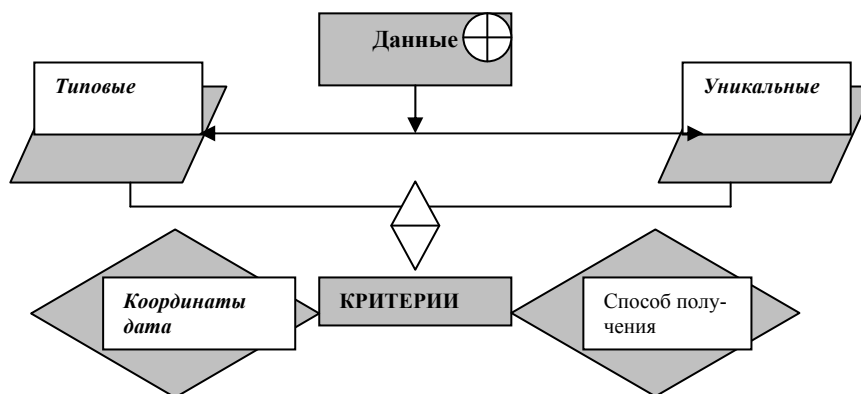 Данные
Типовые
Уникальные
Координаты
дата
КРИТЕРИИ
Способ полу-
чения